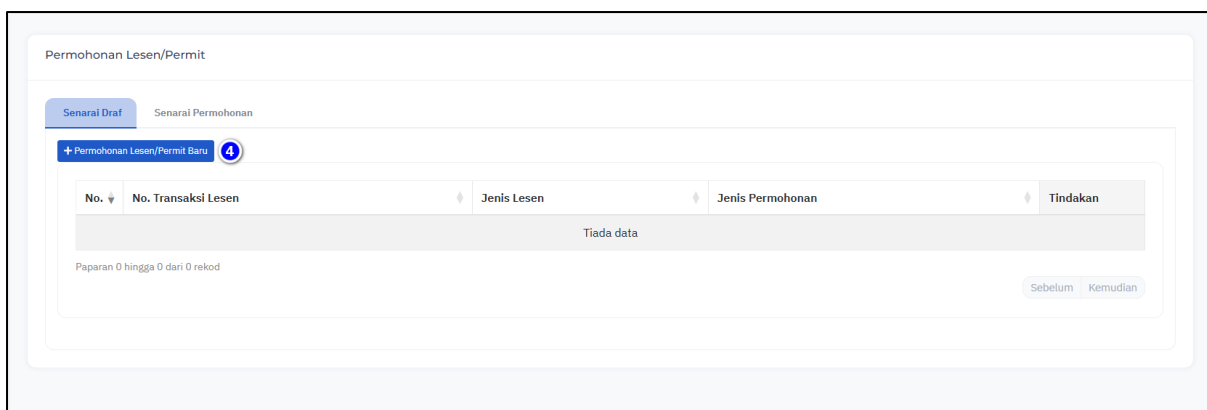 Permohonan Lesen/Permit
Senarai Draf Senarai Permohonan
+ Permohonan Lesen/Permit Baru 4
No. No. Transaksi Lesen Jenis Lesen Jenis Permohonan Tindakan
Tiada data
Paparan 0 hingga 0 dari 0 rekod
Sebelum Kemudian